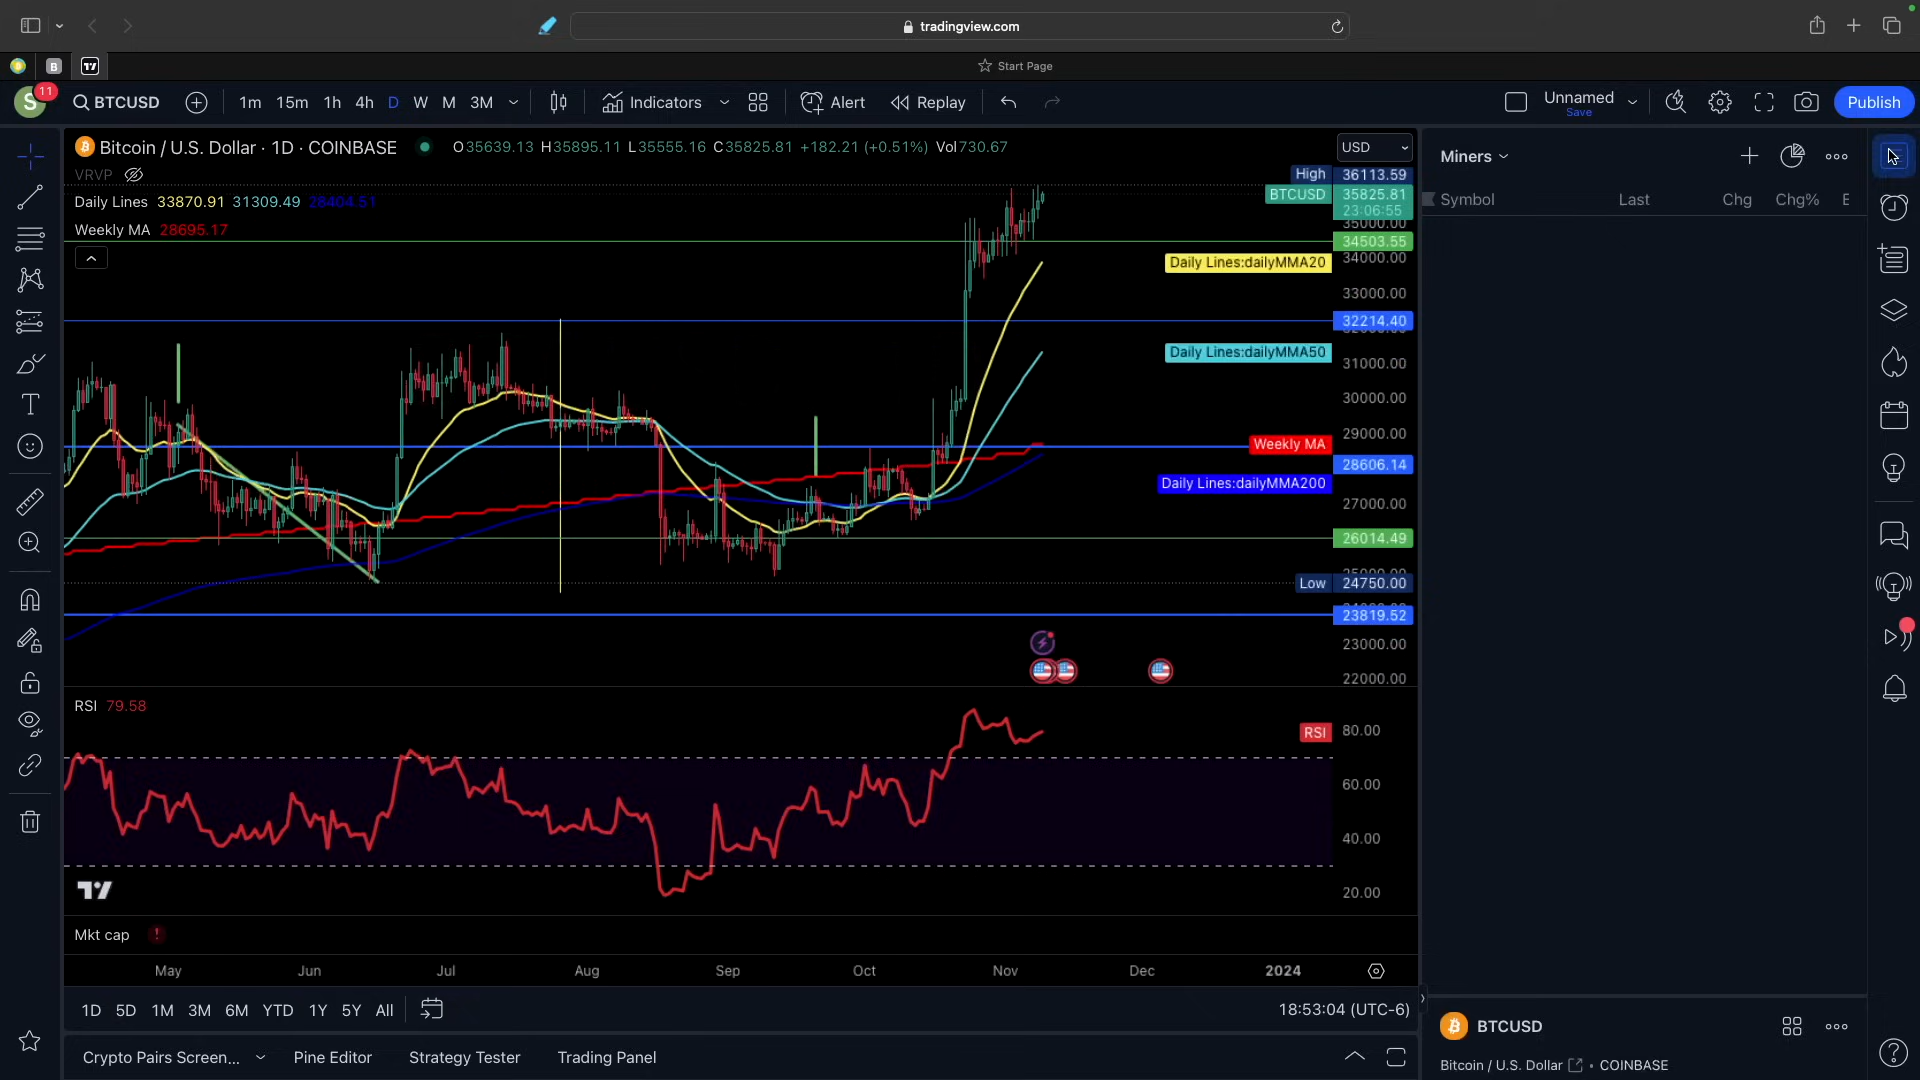 tradingview.com
B
Start Page
S 11 BTCUSD 1m 15m 1h 4h D W M 3M Indicators Alert Replay Unnamed Save Publish
Bitcoin / U.S. Dollar · 1D · COINBASE O35639.13 H35895.11 L35555.16 C35825.81 +182.21 (+0.51%) Vol730.67
VRVP
Daily Lines 33870.91 31309.49 28404.51
Weekly MA 28695.17
USD
High 36113.59
BTCUSD 35825.81
23:06:55
35000.00
34503.55
Daily Lines:dailyMMA20 34000.00
33000.00
32214.40
Daily Lines:dailyMMA50
31000.00
30000.00
29000.00
Weekly MA
28606.14
Daily Lines:dailyMMA200
27000.00
26014.49
Low 24750.00
23819.52
23000.00
22000.00
RSI 79.58
RSI 80.00
60.00
40.00
20.00
Mkt cap !
May Jun Jul Aug Sep Oct Nov Dec 2024
1D 5D 1M 3M 6M YTD 1Y 5Y All 18:53:04 (UTC-6)
Crypto Pairs Screen... Pine Editor Strategy Tester Trading Panel
Miners
Symbol Last Chg Chg%
BTCUSD
Bitcoin / U.S. Dollar · COINBASE